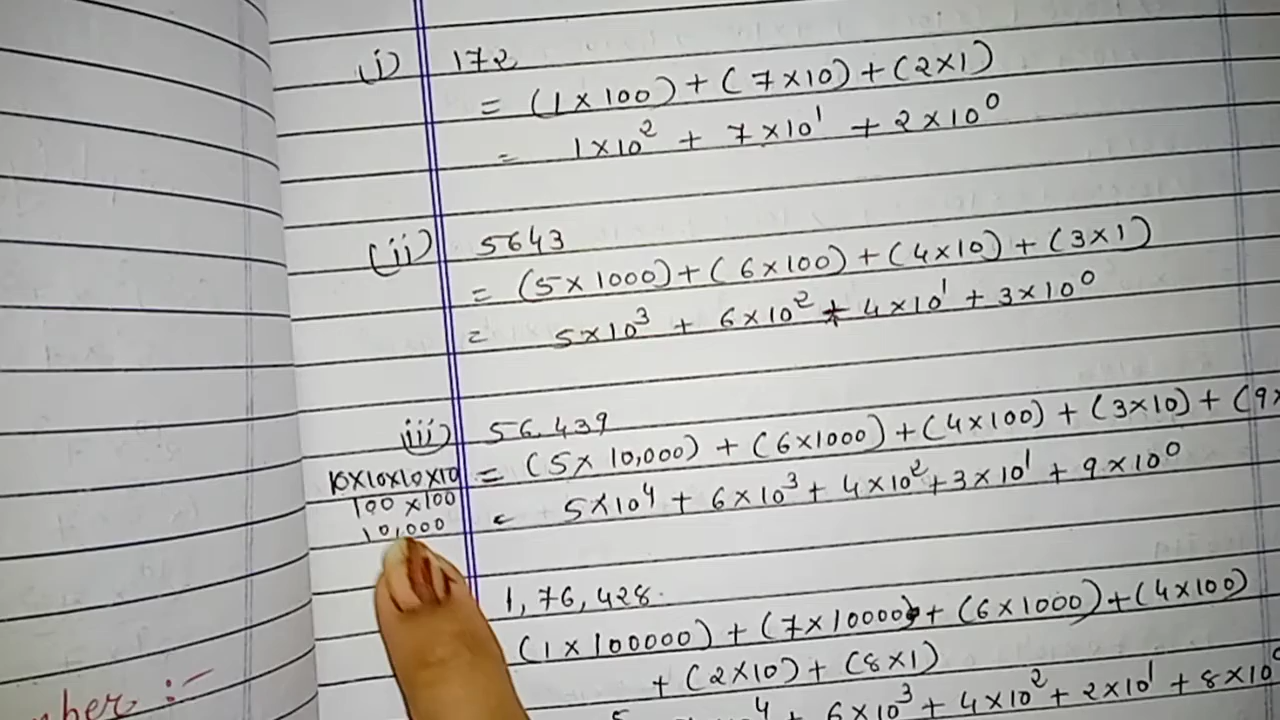 (i) 172
= (1 × 100) + (7 × 10) + (2 × 1)
= 1 × 10² + 7 × 10¹ + 2 × 10⁰
(ii) 5643
= (5 × 1000) + (6 × 100) + (4 × 10) + (3 × 1)
= 5 × 10³ + 6 × 10² + 4 × 10¹ + 3 × 10⁰
iii) 56,439
10×10×10×10 = (5 × 10,000) + (6 × 1000) + (4 × 100) + (3 × 10) + (9 ×
100 × 100 = 5 × 10⁴ + 6 × 10³ + 4 × 10² + 3 × 10¹ + 9 × 10⁰
10,000
1,76,428.
(1 × 100000) + (7 × 10000) + (6 × 1000) + (4 × 100)
+ (2 × 10) + (8 × 1)
⁵ ⁴ + 6 × 10³ + 4 × 10² + 2 × 10¹ + 8 × 10⁰
:-